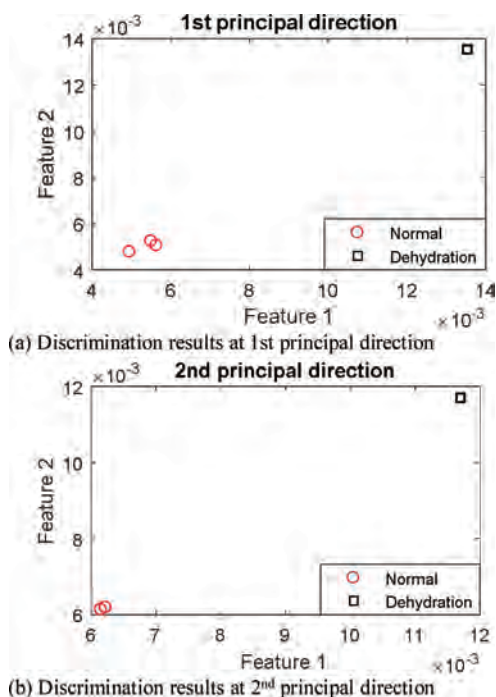 1st principal direction
×10⁻³
14
12
10
8
6
4
Feature 2
Normal
Dehydration
4 6 8 10 12 14
Feature 1
×10⁻³
(a) Discrimination results at 1st principal direction
2nd principal direction
×10⁻³
12
10
8
6
Feature 2
Normal
Dehydration
6 7 8 9 10 11 12
Feature 1
×10⁻³
(b) Discrimination results at 2ⁿᵈ principal direction